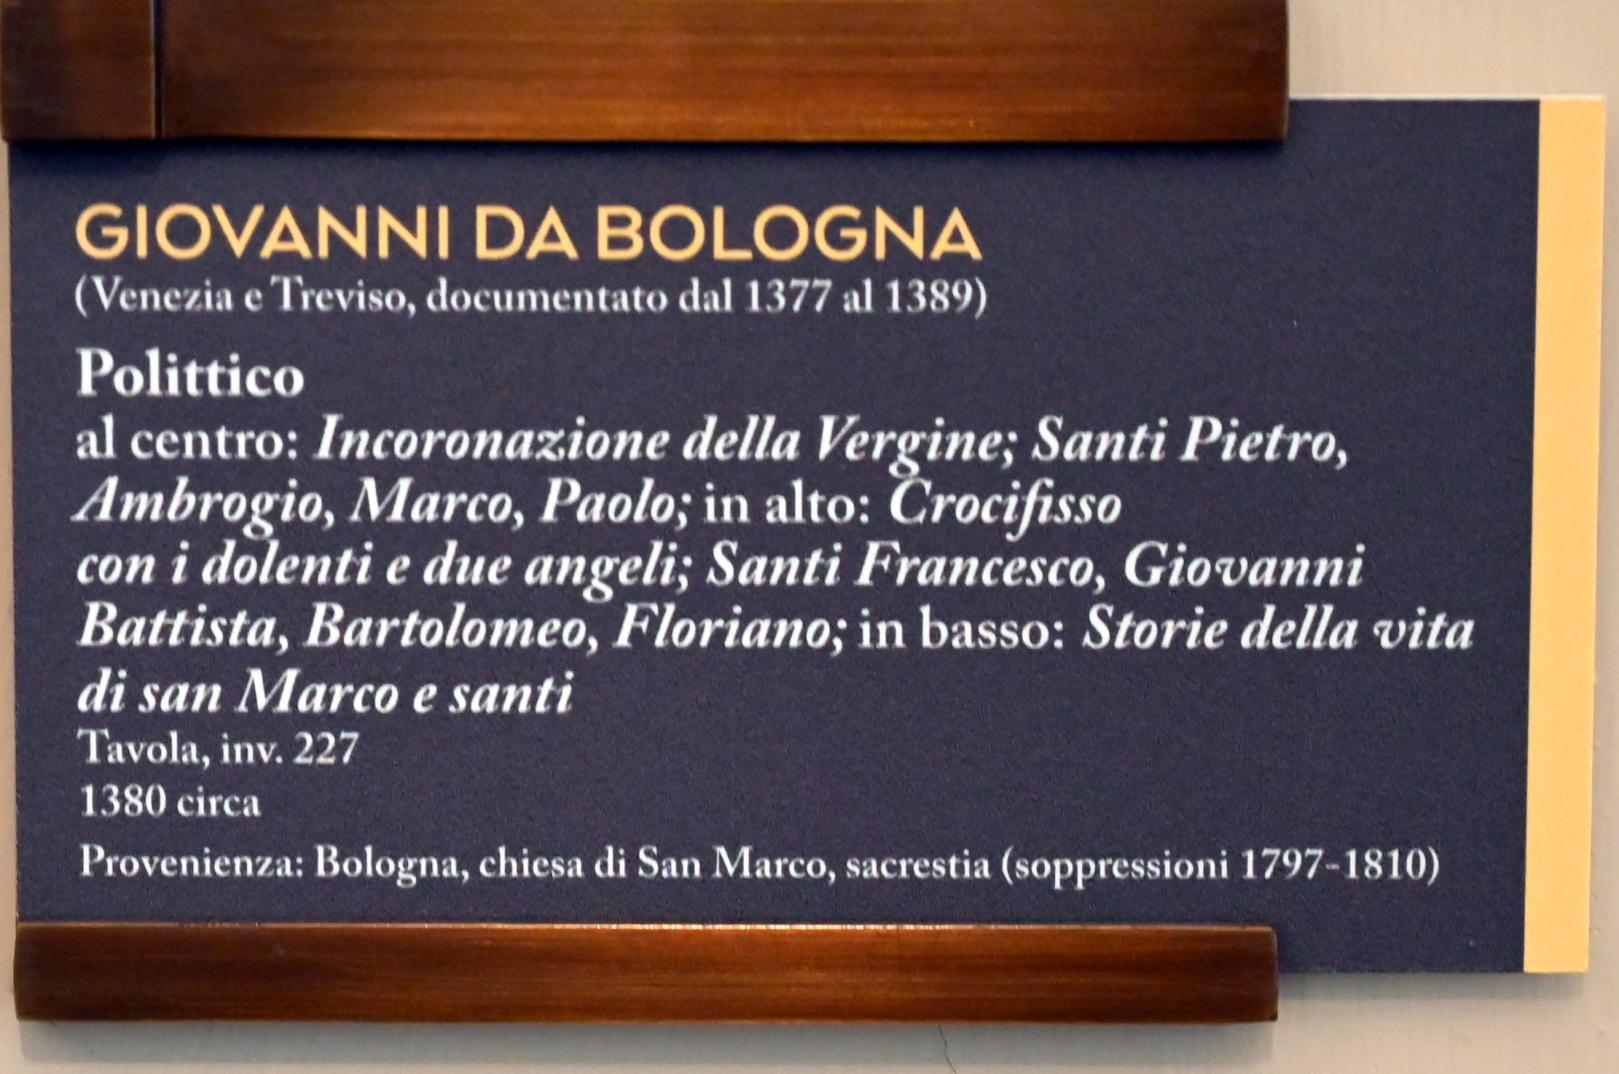 GIOVANNI DA BOLOGNA
(Venezia e Treviso, documentato dal 1377 al 1389)
Polittico
al centro: Incoronazione della Vergine; Santi Pietro,
Ambrogio, Marco, Paolo; in alto: Crocifisso
con i dolenti e due angeli; Santi Francesco, Giovanni
Battista, Bartolomeo, Floriano; in basso: Storie della vita
di san Marco e santi
Tavola, inv. 227
1380 circa
Provenienza: Bologna, chiesa di San Marco, sacrestia (soppressioni 1797-1810)